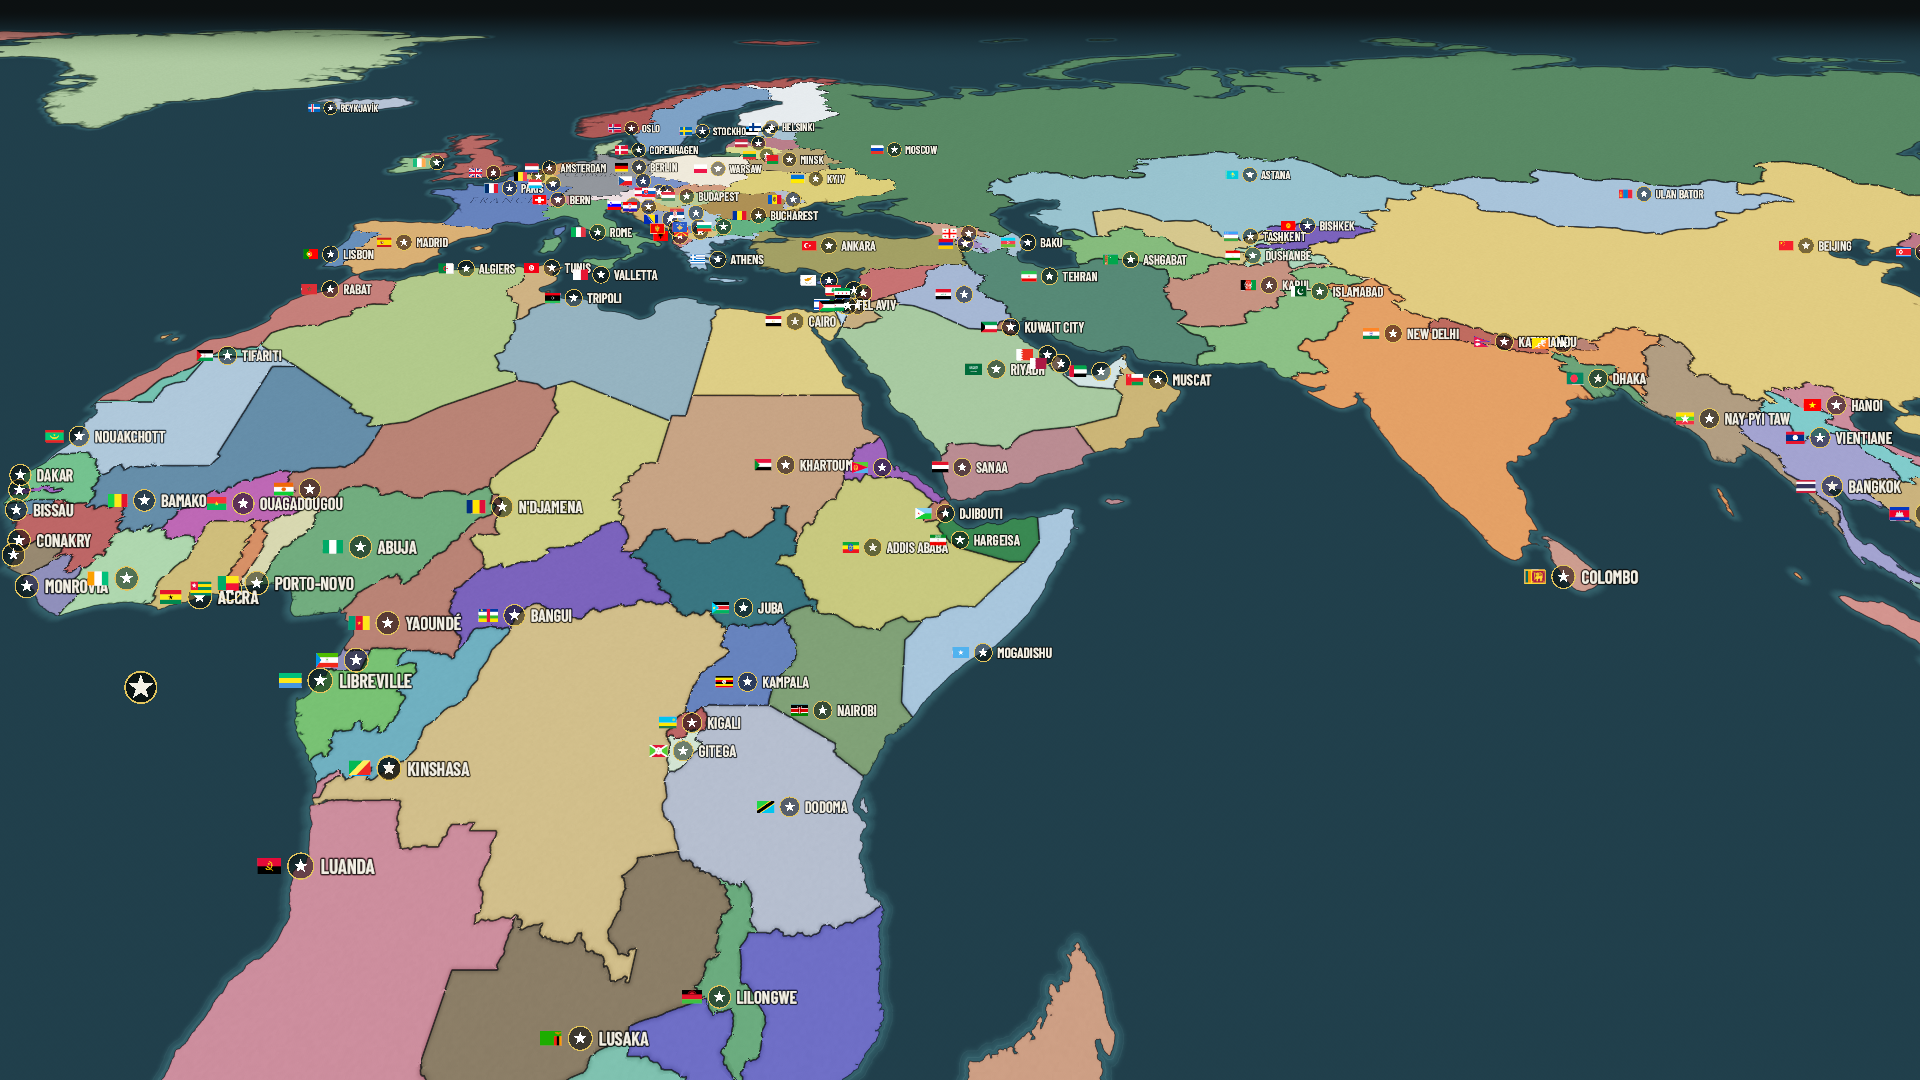 REYKJAVIK
OSLO
STOCKHO
HELSINKI
COPENHAGEN
MOSCOW
AMSTERDAM
BERLIN
WARSAW
MINSK
KYIV
PARIS
FRANCE
BERN
BUDAPEST
BUCHAREST
ASTANA
ULAN BATOR
LISBON
MADRID
ROME
ATHENS
ANKARA
BAKU
TASHKENT
BISHKEK
DUSHANBE
BEIJING
ALGIERS
TUNIS
VALLETTA
TEHRAN
ASHGABAT
RABAT
TRIPOLI
TEL AVIV
KABUL
ISLAMABAD
CAIRO
KUWAIT CITY
NEW DELHI
KATHMANDU
TIFARITI
RIYADH
MUSCAT
DHAKA
HANOI
NOUAKCHOTT
NAY PYI TAW
VIENTIANE
DAKAR
KHARTOUM
SANAA
BANGKOK
BAMAKO
OUAGADOUGOU
N'DJAMENA
BISSAU
DJIBOUTI
CONAKRY
ABUJA
ADDIS ABABA
HARGEISA
MONROVIA
ACCRA
PORTO-NOVO
COLOMBO
YAOUNDÉ
BANGUI
JUBA
MOGADISHU
LIBREVILLE
KAMPALA
NAIROBI
KIGALI
GITEGA
KINSHASA
DODOMA
LUANDA
LILONGWE
LUSAKA